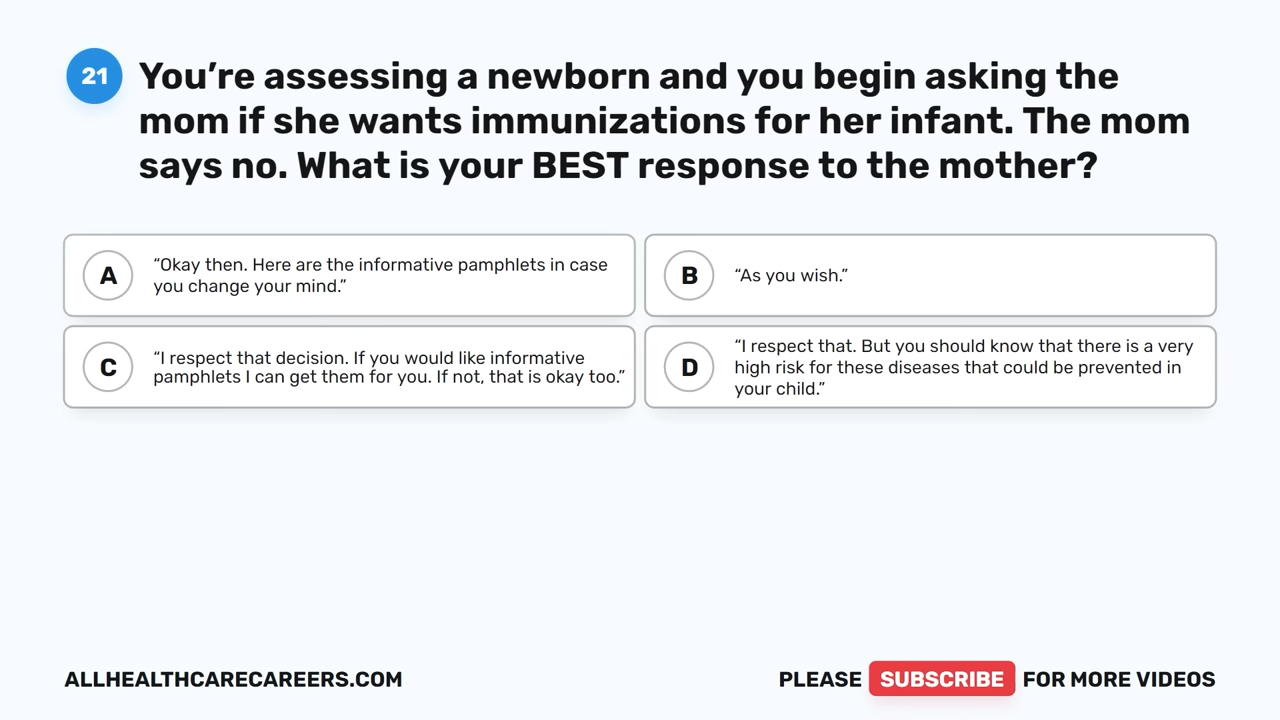 21
You’re assessing a newborn and you begin asking the
mom if she wants immunizations for her infant. The mom
says no. What is your BEST response to the mother?
A
“Okay then. Here are the informative pamphlets in case
you change your mind.”
B
“As you wish.”
C
“I respect that decision. If you would like informative
pamphlets I can get them for you. If not, that is okay too.”
D
“I respect that. But you should know that there is a very
high risk for these diseases that could be prevented in
your child.”
ALLHEALTHCARECAREERS.COM
PLEASE SUBSCRIBE FOR MORE VIDEOS